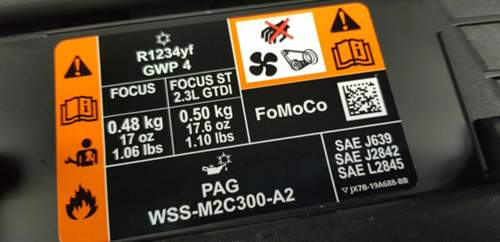 R1234yf
GWP 4
FOCUS
0.48 kg
17 oz
1.06 lbs
FOCUS ST
2.3L GTDI
0.50 kg
17.6 oz
1.10 lbs
FoMoCo
PAG
WSS-M2C300-A2
SAE J639
SAE J2842
SAE L2845
JX7B-19A688-BB